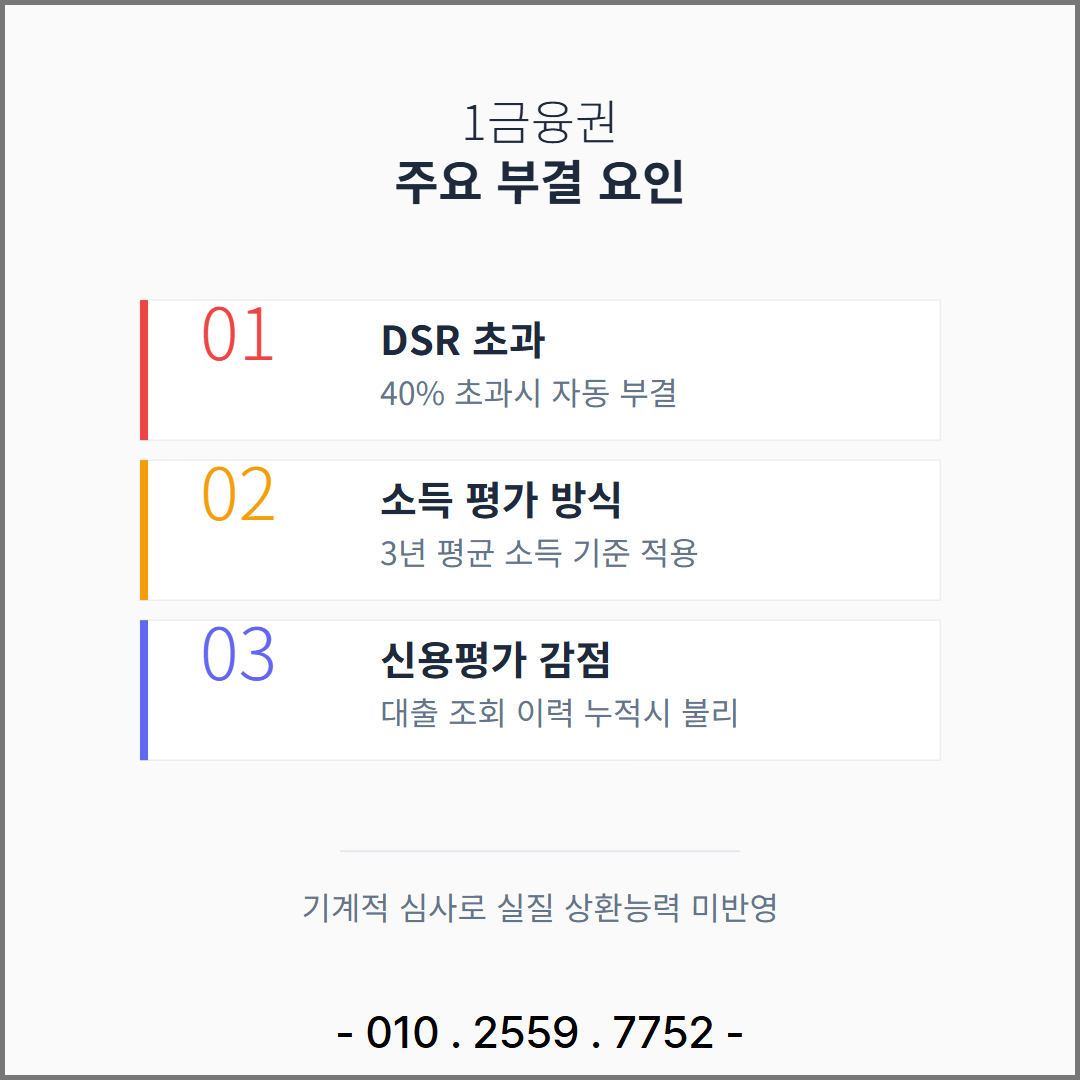 1금융권
주요 부결 요인
01
DSR 초과
40% 초과시 자동 부결
02
소득 평가 방식
3년 평균 소득 기준 적용
03
신용평가 감점
대출 조회 이력 누적시 불리
기계적 심사로 실질 상환능력 미반영
- 010 . 2559 . 7752 -